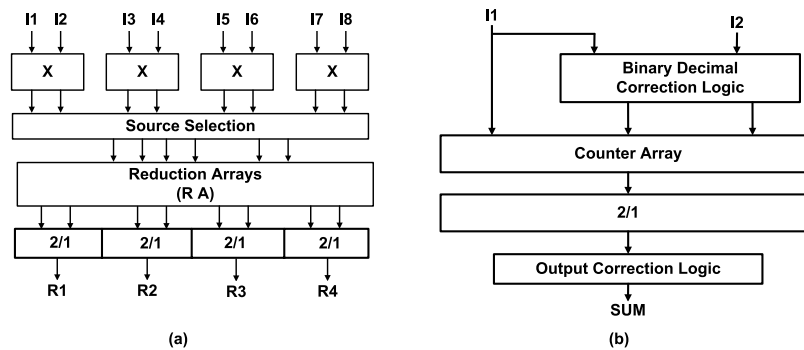 I1 I2 I3 I4 I5 I6 I7 I8
X X X X
Source Selection
Reduction Arrays
(R A)
2/1 2/1 2/1 2/1
R1 R2 R3 R4
(a)
I1 I2
Binary Decimal
Correction Logic
Counter Array
2/1
Output Correction Logic
SUM
(b)